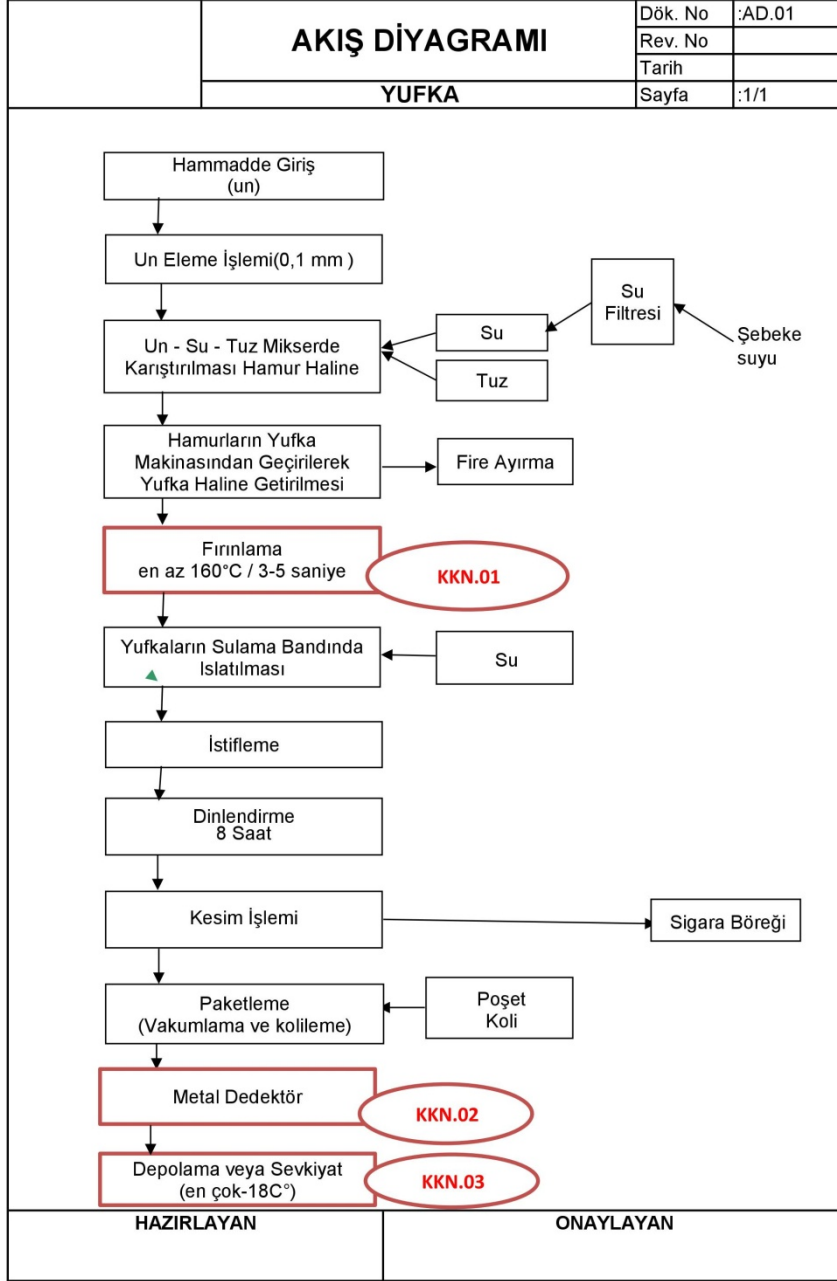 AKIŞ DİYAGRAMI
YUFKA
Dök. No :AD.01
Rev. No
Tarih
Sayfa :1/1
Hammadde Giriş
(un)
Un Eleme İşlemi(0,1 mm )
Su
Filtresi
Şebeke
suyu
Su
Tuz
Un - Su - Tuz Mikserde
Karıştırılması Hamur Haline
Hamurların Yufka
Makinasından Geçirilerek
Yufka Haline Getirilmesi
Fire Ayırma
Fırınlama
en az 160°C / 3-5 saniye
KKN.01
Yufkaların Sulama Bandında
Islatılması
Su
İstifleme
Dinlendirme
8 Saat
Kesim İşlemi
Sigara Böreği
Paketleme
(Vakumlama ve kolileme)
Poşet
Koli
Metal Dedektör
KKN.02
Depolama veya Sevkiyat
(en çok-18C°)
KKN.03
HAZIRLAYAN
ONAYLAYAN